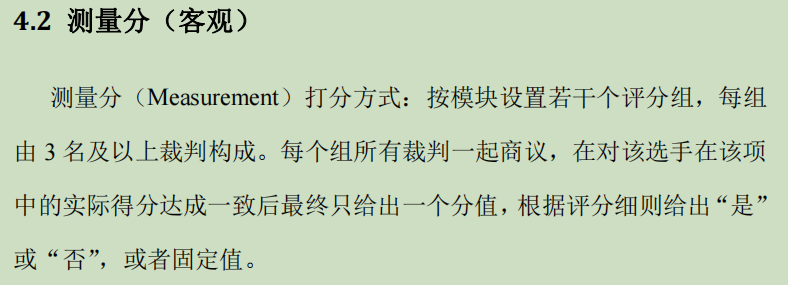 4.2 测量分（客观）
测量分（Measurement）打分方式：按模块设置若干个评分组，每组
由 3 名及以上裁判构成。每个组所有裁判一起商议，在对该选手在该项
中的实际得分达成一致后最终只给出一个分值，根据评分细则给出“是”
或“否”，或者固定值。